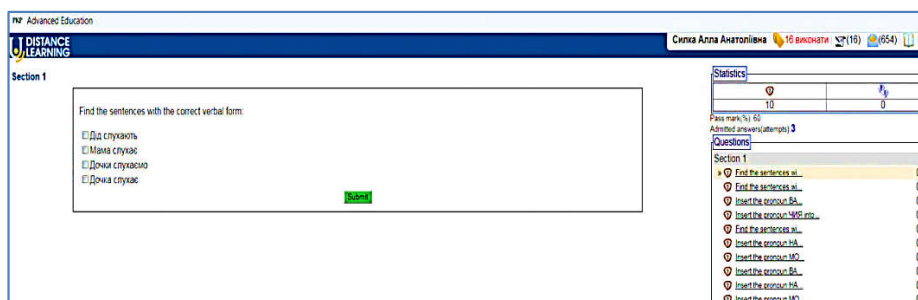 Advanced Education
DISTANCE
LEARNING
Силка Алла Анатоліївна 16 виконати (16) (654)
Section 1
Find the sentences with the correct verbal form:
Дід слухають
Мама слухає
Дочки слухаємо
Дочка слухає
Submit
Statistics
10 0
Pass mark(%) 60
Admitted answers(attempts) 3
Questions
Section 1
» Find the sentences wi...
Find the sentences wi...
Insert the pronoun ВА...
Insert the pronoun ЧИЯ into...
Find the sentences wi...
Insert the pronoun НА...
Insert the pronoun МО...
Insert the pronoun ВА...
Insert the pronoun НА...
Insert the pronoun МО...